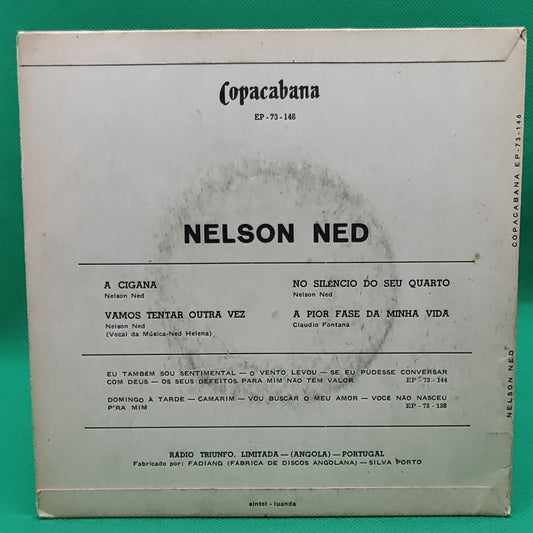 Copacabana
EP - 73 - 146
NELSON NED
A CIGANA
Nelson Ned
VAMOS TENTAR OUTRA VEZ
Nelson Ned
(Vocal da Música-Ned Helena)
NO SILÊNCIO DO SEU QUARTO
Nelson Ned
A PIOR FASE DA MINHA VIDA
Claudio Fontana
EU TAMBÉM SOU SENTIMENTAL — O VENTO LEVOU — SE EU PUDESSE CONVERSAR
COM DEUS — OS SEUS DEFEITOS PARA MIM NÃO TÊM VALOR EP - 73 - 144
DOMINGO À TARDE — CAMARIM — VOU BUSCAR O MEU AMOR — VOCÊ NÃO NASCEU
P'RA MIM EP - 73 - 138
RÁDIO TRIUNFO, LIMITADA — (ANGOLA) — PORTUGAL
Fabricado por: FADIANG (FÁBRICA DE DISCOS ANGOLANA) — SILVA PORTO
sintel - luanda
COPACABANA EP-73-146
NELSON NED